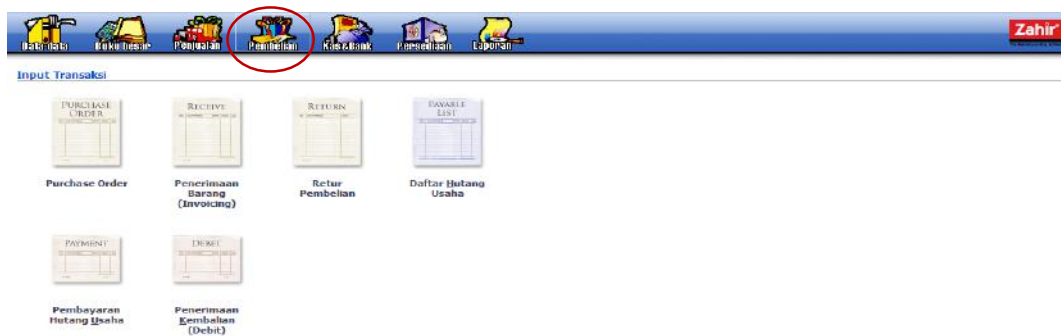 Data-Data Buku Besar Penjualan Pembelian Kas & Bank Persediaan Laporan
Zahir
Input Transaksi
PURCHASE ORDER RECEIVE RETURN PAYABLE LIST
Purchase Order
Penerimaan Barang (Invoicing)
Retur Pembelian
Daftar Hutang Usaha
PAYMENT DEBET
Pembayaran Hutang Usaha
Penerimaan Kembalian (Debit)